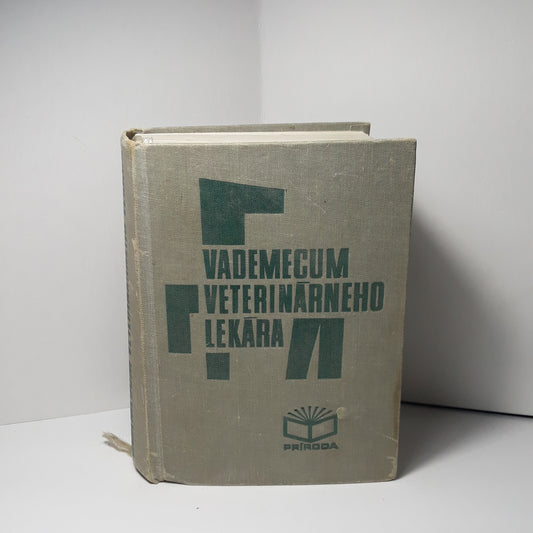 VADEMECUM
VETERINÁRNEHO
LEKÁRA
PRÍRODA